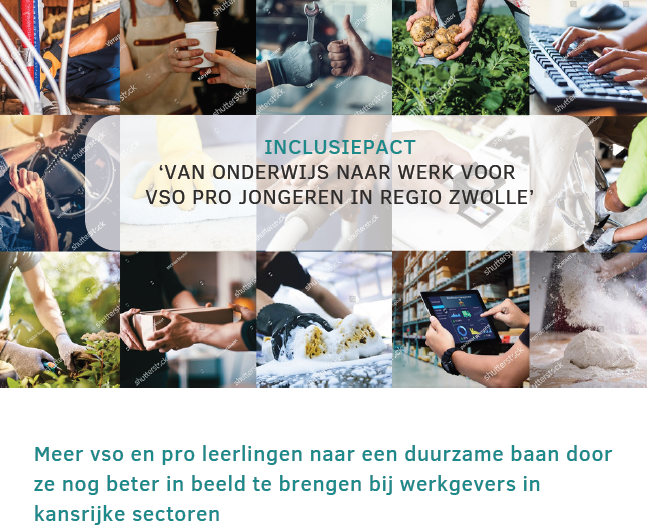 INCLUSIEPACT
‘VAN ONDERWIJS NAAR WERK VOOR
VSO PRO JONGEREN IN REGIO ZWOLLE’
Meer vso en pro leerlingen naar een duurzame baan door
ze nog beter in beeld te brengen bij werkgevers in
kansrijke sectoren